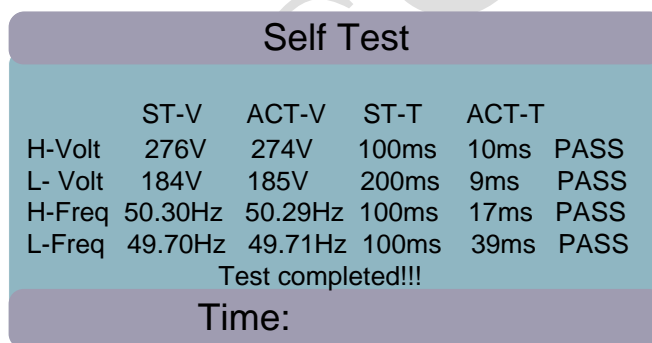 Self Test
ST-V ACT-V ST-T ACT-T
H-Volt 276V 274V 100ms 10ms PASS
L- Volt 184V 185V 200ms 9ms PASS
H-Freq 50.30Hz 50.29Hz 100ms 17ms PASS
L-Freq 49.70Hz 49.71Hz 100ms 39ms PASS
Test completed!!!
Time: